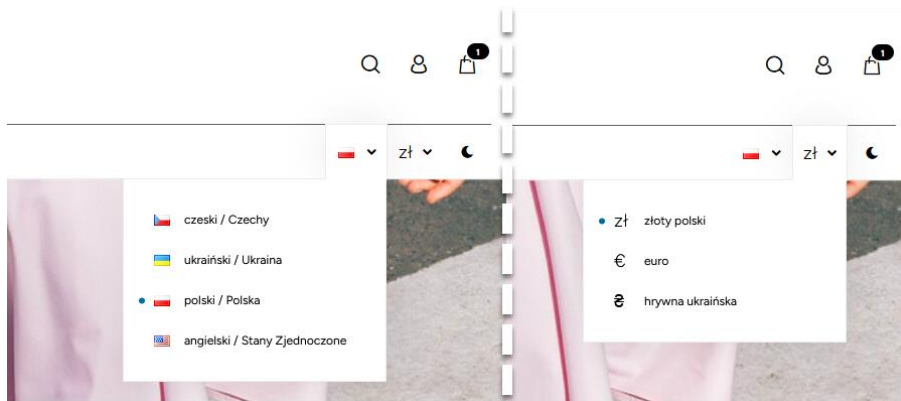 1
zł
czeski / Czechy
ukraiński / Ukraina
polski / Polska
angielski / Stany Zjednoczone
1
zł
zł złoty polski
€ euro
₴ hrywna ukraińska